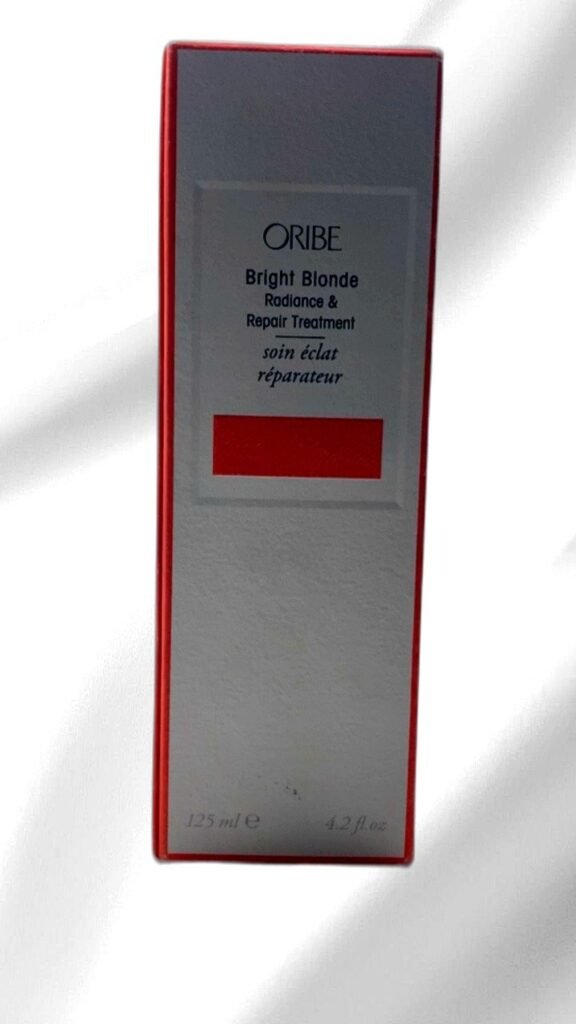 ORIBE
Bright Blonde
Radiance &
Repair Treatment
soin éclat
réparateur
125 ml ℮ 4.2 fl.oz